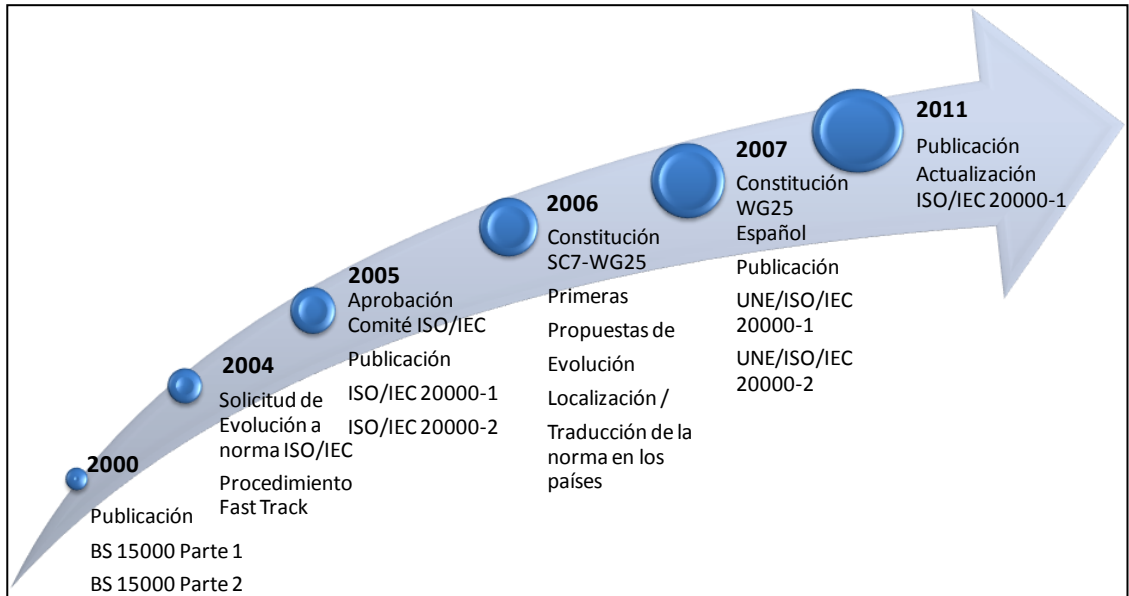 2000
Publicación
BS 15000 Parte 1
BS 15000 Parte 2
2004
Solicitud de
Evolución a
norma ISO/IEC
Procedimiento
Fast Track
2005
Aprobación
Comité ISO/IEC
Publicación
ISO/IEC 20000-1
ISO/IEC 20000-2
2006
Constitución
SC7-WG25
Primeras
Propuestas de
Evolución
Localización /
Traducción de la
norma en los
países
2007
Constitución
WG25
Español
Publicación
UNE/ISO/IEC
20000-1
UNE/ISO/IEC
20000-2
2011
Publicación
Actualización
ISO/IEC 20000-1